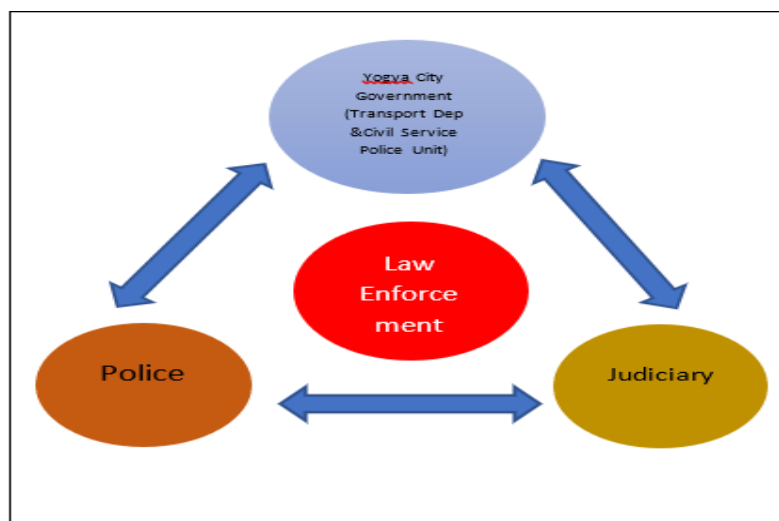 Yogya City
Government
(Transport Dep
&Civil Service
Police Unit)
Law
Enforce
ment
Police
Judiciary